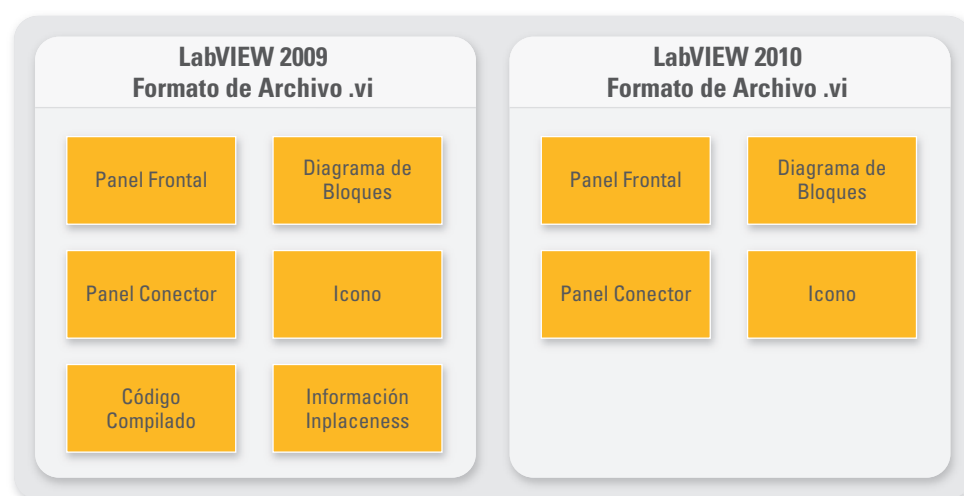 LabVIEW 2009
Formato de Archivo .vi
Panel Frontal
Diagrama de
Bloques
Panel Conector
Icono
Código
Compilado
Información
Inplaceness
LabVIEW 2010
Formato de Archivo .vi
Panel Frontal
Diagrama de
Bloques
Panel Conector
Icono